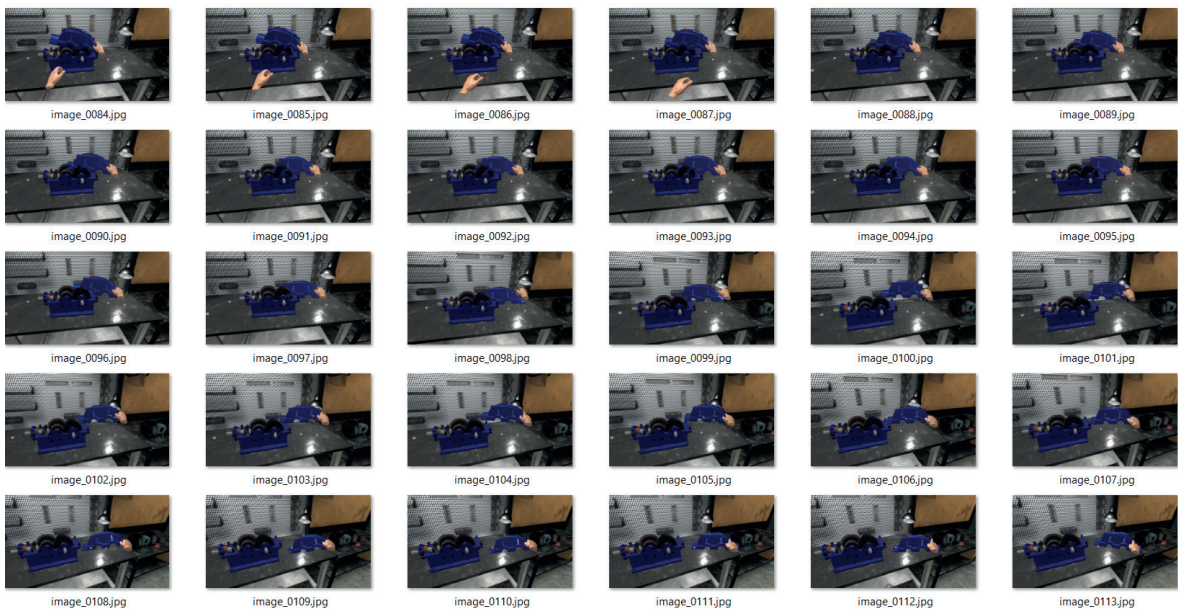 image_0084.jpg image_0085.jpg image_0086.jpg image_0087.jpg image_0088.jpg image_0089.jpg
image_0090.jpg image_0091.jpg image_0092.jpg image_0093.jpg image_0094.jpg image_0095.jpg
image_0096.jpg image_0097.jpg image_0098.jpg image_0099.jpg image_0100.jpg image_0101.jpg
image_0102.jpg image_0103.jpg image_0104.jpg image_0105.jpg image_0106.jpg image_0107.jpg
image_0108.jpg image_0109.jpg image_0110.jpg image_0111.jpg image_0112.jpg image_0113.jpg